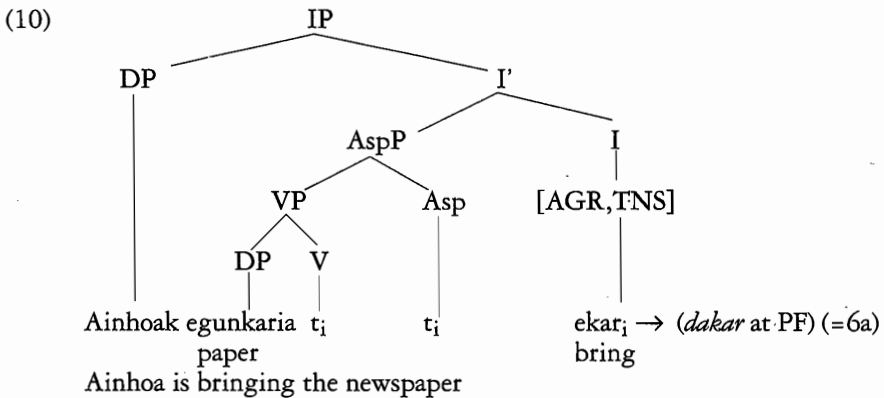 (10) IP
DP I'
AspP I
VP Asp [AGR,TNS]
DP V
Ainhoak egunkaria tᵢ tᵢ ekarᵢ → (dakar at PF) (=6a)
paper bring
Ainhoa is bringing the newspaper